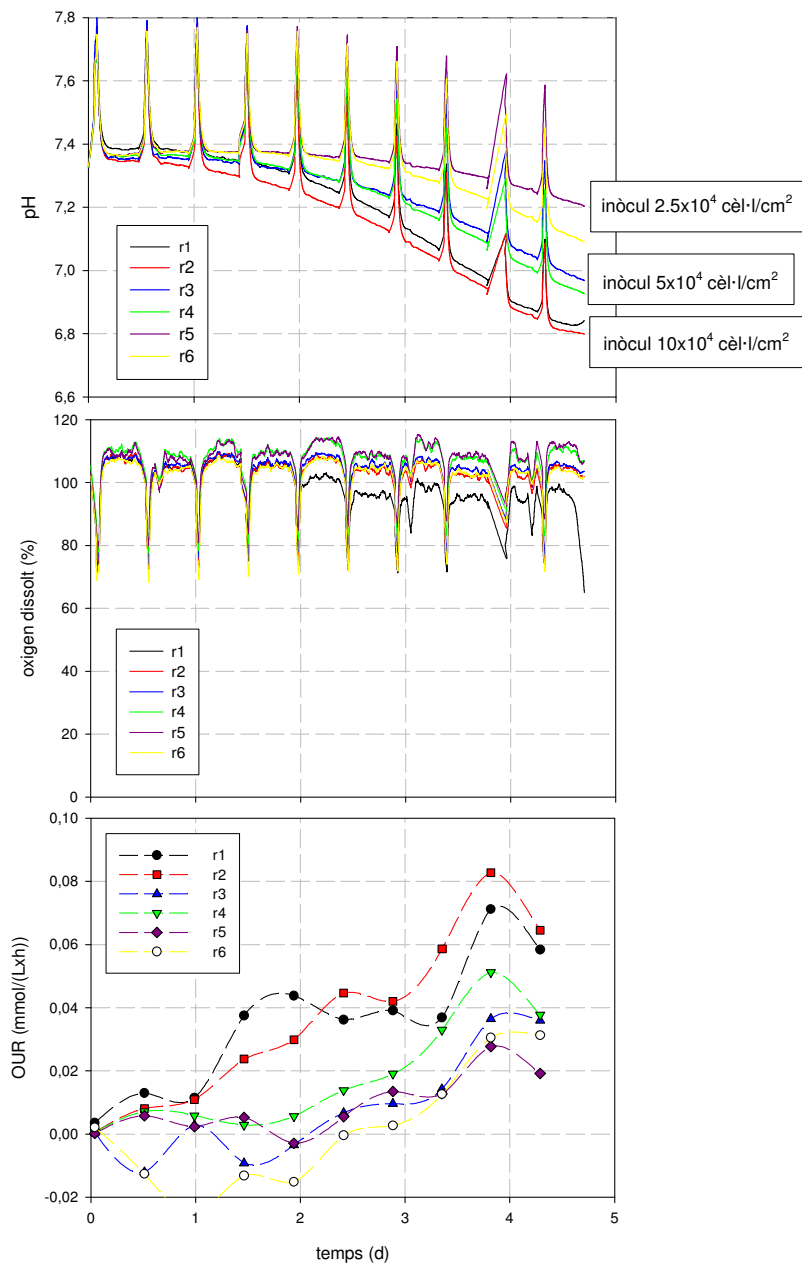 7,8
7,6
7,4
7,2
7,0
6,8
6,6
pH
r1
r2
r3
r4
r5
r6
inòcul 2.5x10⁴ cèl·l/cm²
inòcul 5x10⁴ cèl·l/cm²
inòcul 10x10⁴ cèl·l/cm²
120
100
80
60
40
20
0
oxigen dissolt (%)
r1
r2
r3
r4
r5
r6
0,10
0,08
0,06
0,04
0,02
0,00
-0,02
OUR (mmol/(Lxh))
r1
r2
r3
r4
r5
r6
0 1 2 3 4 5
temps (d)